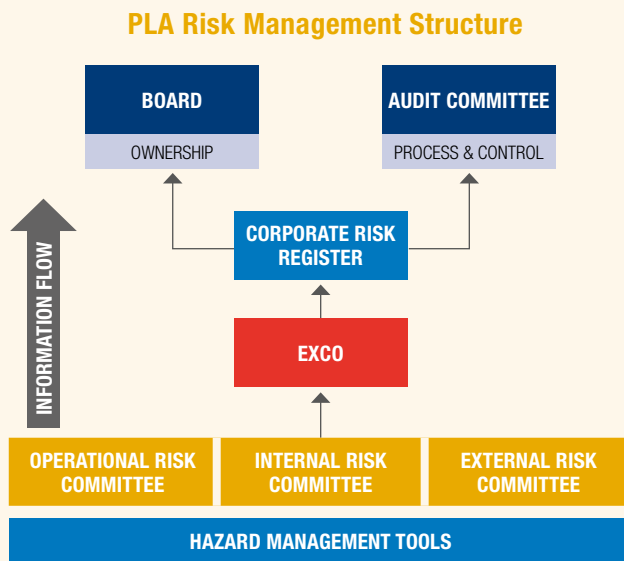 PLA Risk Management Structure
BOARD
OWNERSHIP
AUDIT COMMITTEE
PROCESS & CONTROL
INFORMATION FLOW
CORPORATE RISK
REGISTER
EXCO
OPERATIONAL RISK
COMMITTEE
INTERNAL RISK
COMMITTEE
EXTERNAL RISK
COMMITTEE
HAZARD MANAGEMENT TOOLS